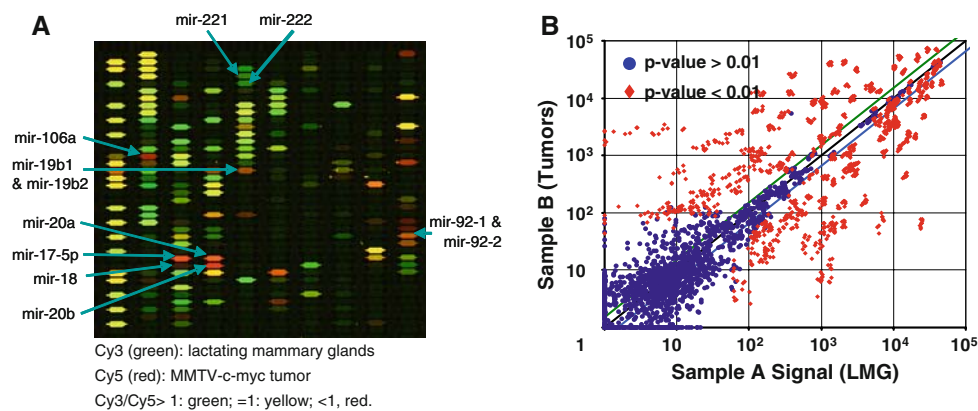 A
mir-221
mir-222
mir-106a
mir-19b1
& mir-19b2
mir-20a
mir-17-5p
mir-18
mir-20b
mir-92-1 &
mir-92-2
Cy3 (green): lactating mammary glands
Cy5 (red): MMTV-c-myc tumor
Cy3/Cy5> 1: green; =1: yellow; <1, red.
B
p-value > 0.01
p-value < 0.01
Sample B (Tumors)
10⁵
10⁴
10³
10²
10
1 10 10² 10³ 10⁴ 10⁵
Sample A Signal (LMG)